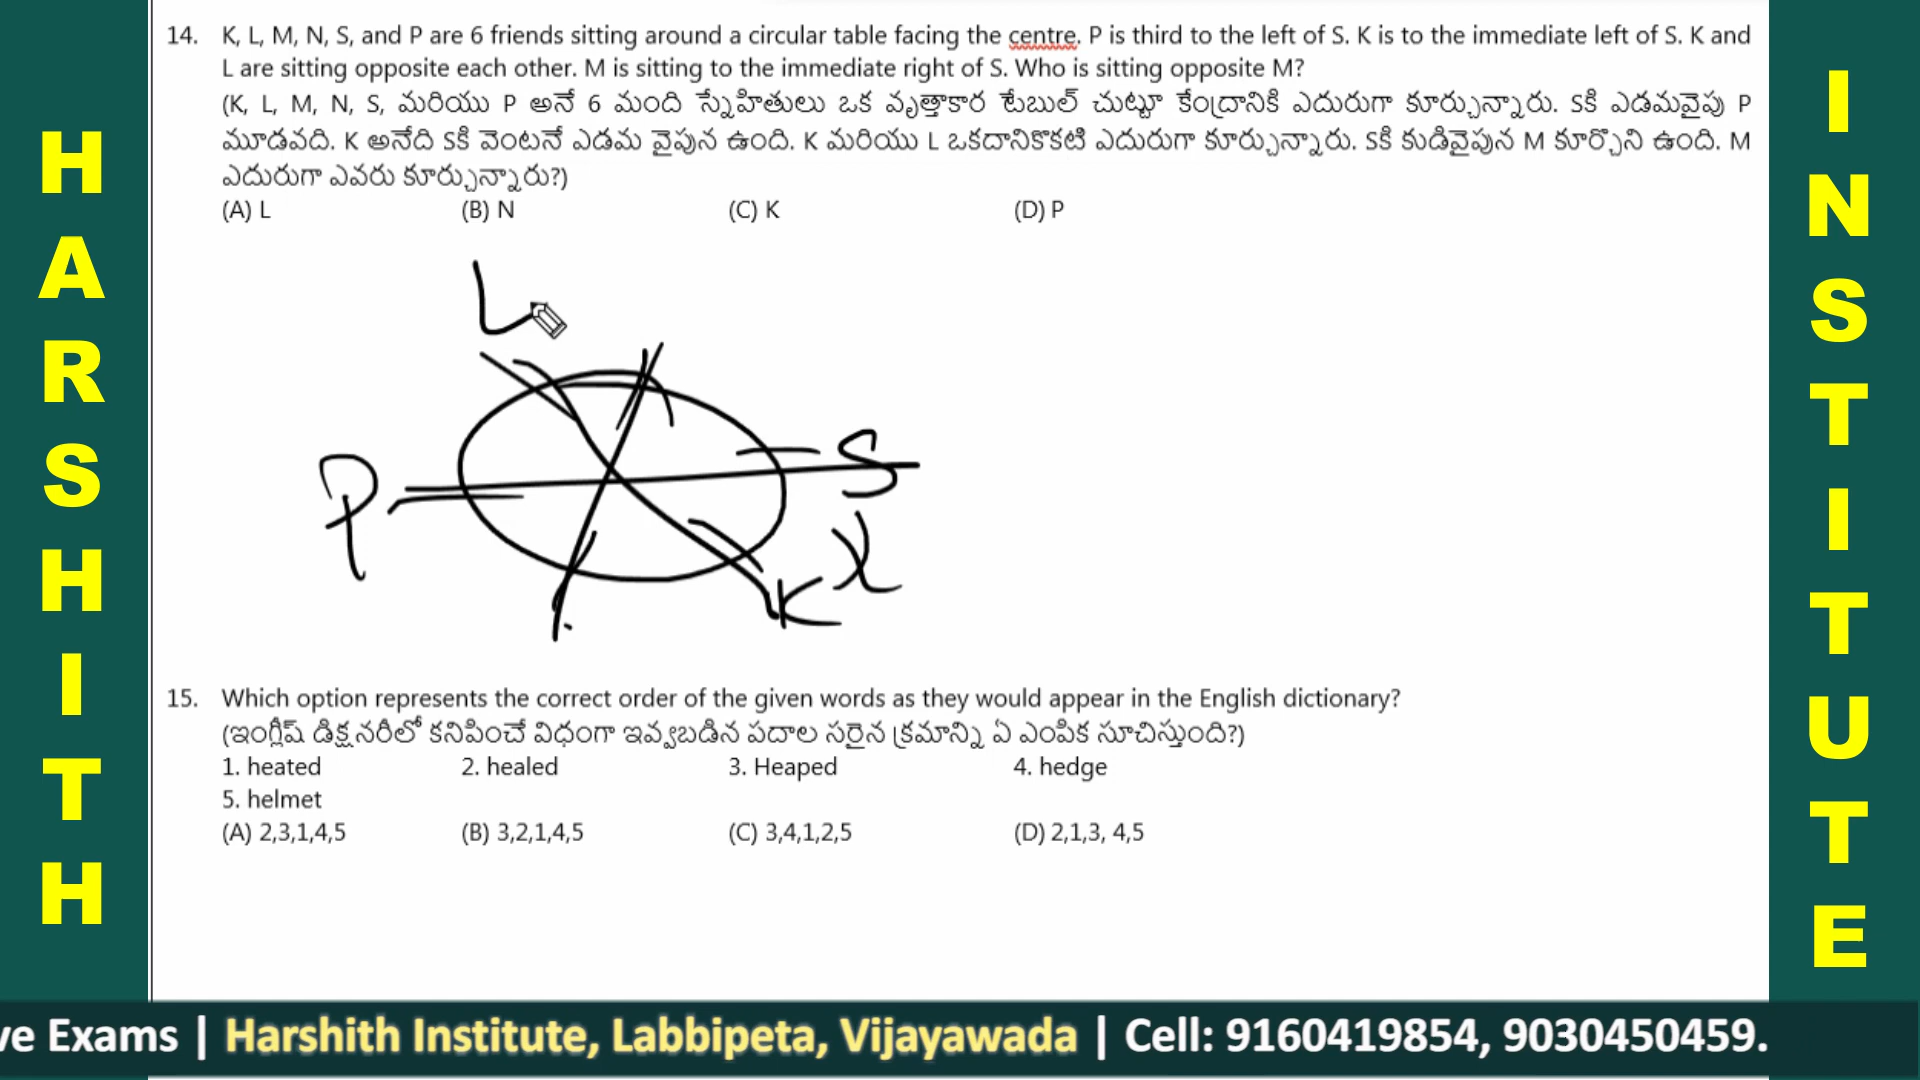 HARSHITH
14. K, L, M, N, S, and P are 6 friends sitting around a circular table facing the centre. P is third to the left of S. K is to the immediate left of S. K and
L are sitting opposite each other. M is sitting to the immediate right of S. Who is sitting opposite M?
(K, L, M, N, S, మరియు P అనే 6 మంది స్నేహితులు ఒక వృత్తాకార టేబుల్ చుట్టూ కేంద్రానికి ఎదురుగా కూర్చున్నారు. Sకి ఎడమవైపు P
మూడవది. K అనేది Sకి వెంటనే ఎడమ వైపున ఉంది. K మరియు L ఒకదానికొకటి ఎదురుగా కూర్చున్నారు. Sకి కుడివైపున M కూర్చొని ఉంది. M
ఎదురుగా ఎవరు కూర్చున్నారు?)
(A) L (B) N (C) K (D) P
L
P S
K
15. Which option represents the correct order of the given words as they would appear in the English dictionary?
(ఇంగ్లీష్ డిక్షనరీలో కనిపించే విధంగా ఇవ్వబడిన పదాల సరైన క్రమాన్ని ఏ ఎంపిక సూచిస్తుంది?)
1. heated 2. healed 3. Heaped 4. hedge
5. helmet
(A) 2,3,1,4,5 (B) 3,2,1,4,5 (C) 3,4,1,2,5 (D) 2,1,3, 4,5
INSTITUTE
ve Exams | Harshith Institute, Labbipeta, Vijayawada | Cell: 9160419854, 9030450459.